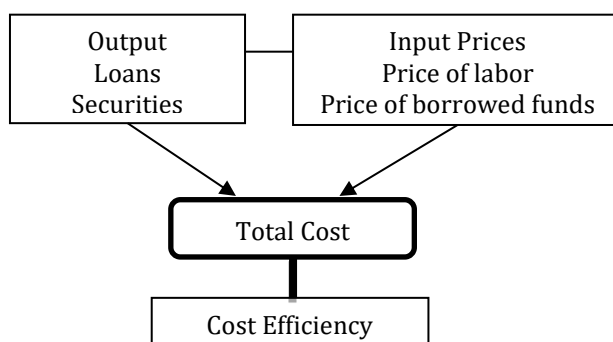 Output
Loans
Securities
Input Prices
Price of labor
Price of borrowed funds
Total Cost
Cost Efficiency